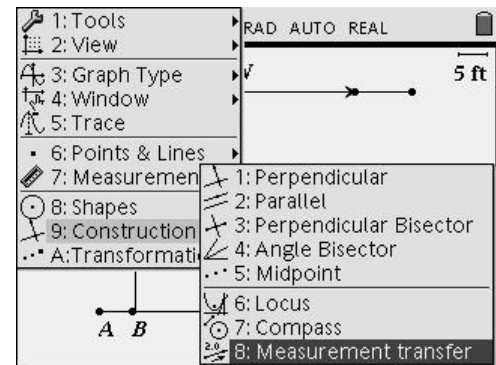 1: Tools
RAD AUTO REAL
2: View
3: Graph Type
5 ft
4: Window
5: Trace
6: Points & Lines
7: Measuremen
1: Perpendicular
2: Parallel
8: Shapes
3: Perpendicular Bisector
9: Construction
4: Angle Bisector
A:Transformati
5: Midpoint
6: Locus
A B
7: Compass
2.0
8: Measurement transfer